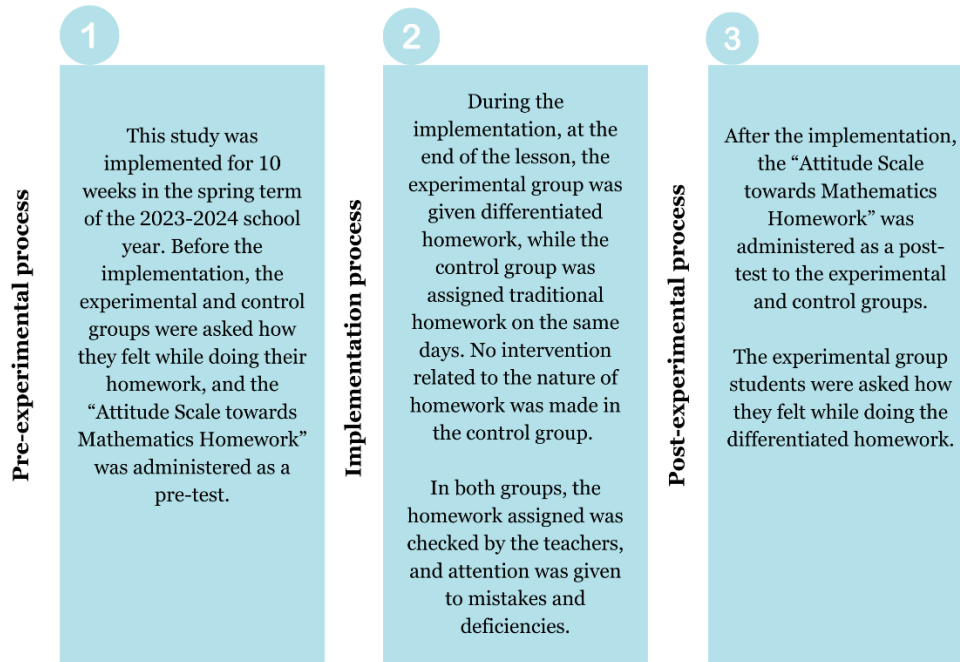 1
Pre-experimental process
This study was
implemented for 10
weeks in the spring term
of the 2023-2024 school
year. Before the
implementation, the
experimental and control
groups were asked how
they felt while doing their
homework, and the
“Attitude Scale towards
Mathematics Homework”
was administered as a
pre-test.
2
Implementation process
During the
implementation, at the
end of the lesson, the
experimental group was
given differentiated
homework, while the
control group was
assigned traditional
homework on the same
days. No intervention
related to the nature of
homework was made in
the control group.
In both groups, the
homework assigned was
checked by the teachers,
and attention was given
to mistakes and
deficiencies.
3
Post-experimental process
After the implementation,
the “Attitude Scale
towards Mathematics
Homework” was
administered as a post-
test to the experimental
and control groups.
The experimental group
students were asked how
they felt while doing the
differentiated homework.